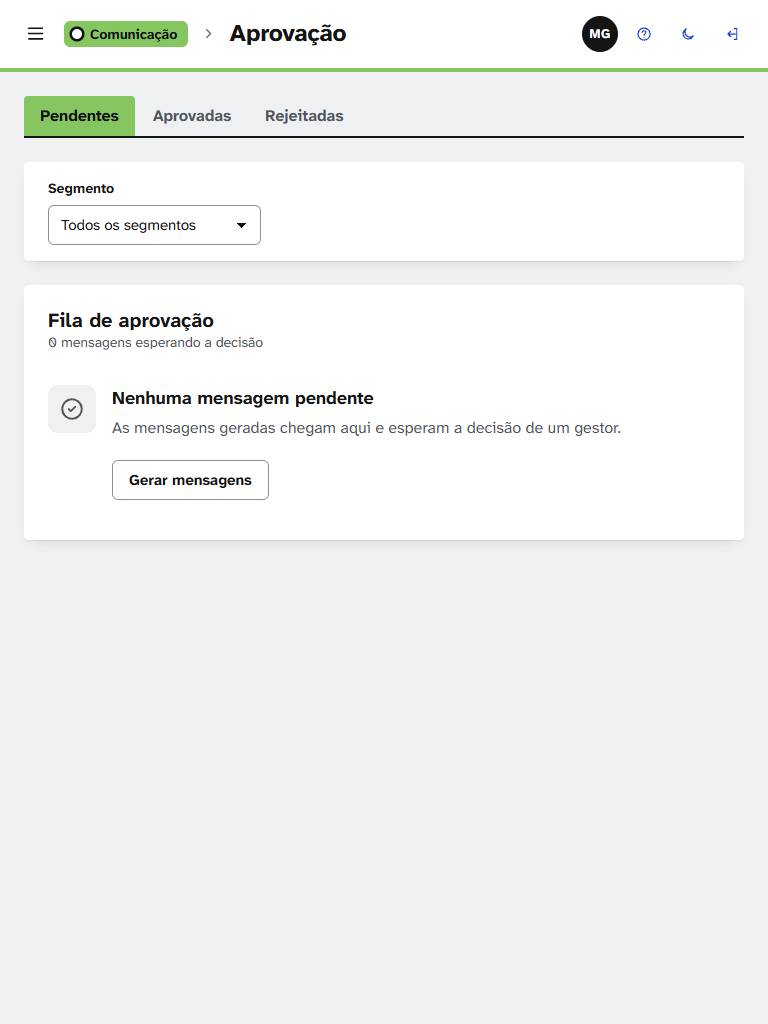 Comunicação
Aprovação
MG
Pendentes
Aprovadas
Rejeitadas
Segmento
Todos os segmentos
Fila de aprovação
0 mensagens esperando a decisão
Nenhuma mensagem pendente
As mensagens geradas chegam aqui e esperam a decisão de um gestor.
Gerar mensagens